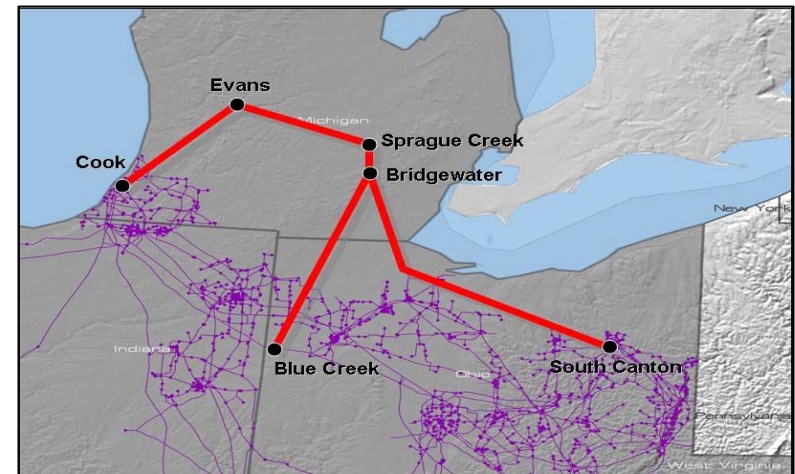 Evans
Michigan
Sprague Creek
Cook
Bridgewater
New York
Indiana
Blue Creek
Ohio
South Canton
Pennsylvania
West Virginia